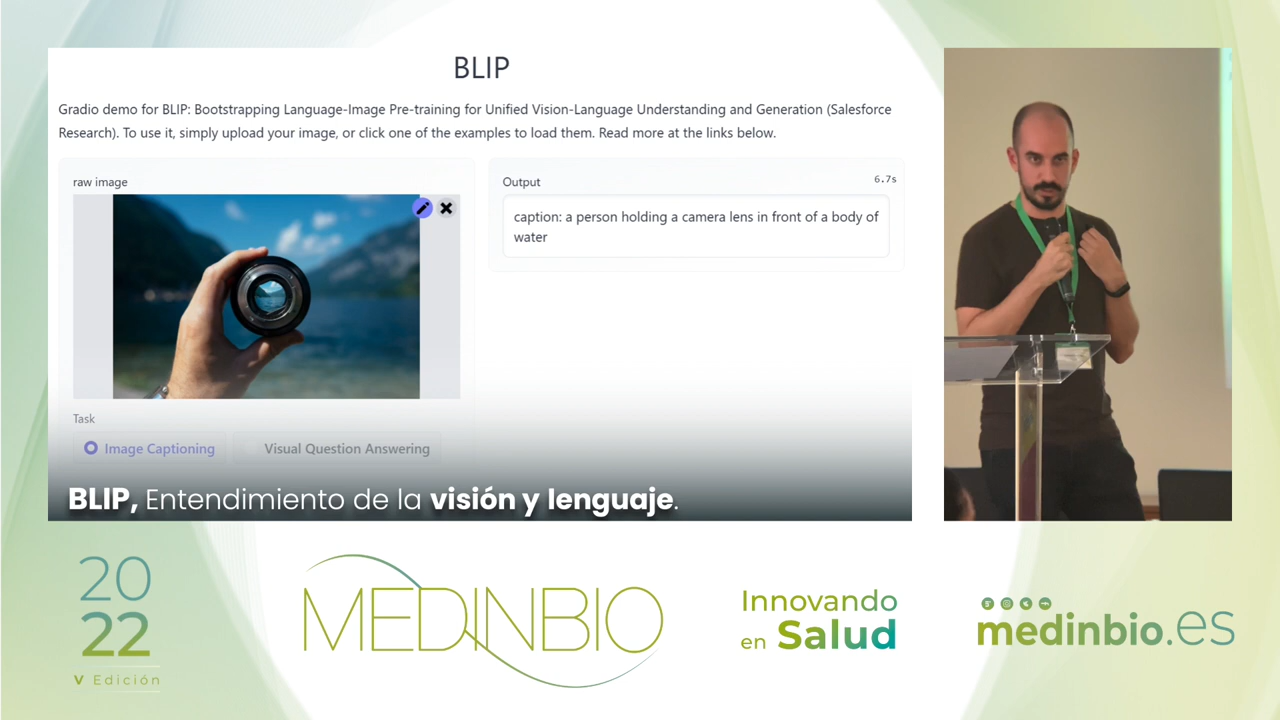 BLIP
Gradio demo for BLIP: Bootstrapping Language-Image Pre-training for Unified Vision-Language Understanding and Generation (Salesforce
Research). To use it, simply upload your image, or click one of the examples to load them. Read more at the links below.
raw image
Output
6.7s
caption: a person holding a camera lens in front of a body of
water
Task
Image Captioning
Visual Question Answering
BLIP, Entendimiento de la visión y lenguaje.
20
22
V Edición
MEDINBIO
Innovando
en Salud
medinbio.es